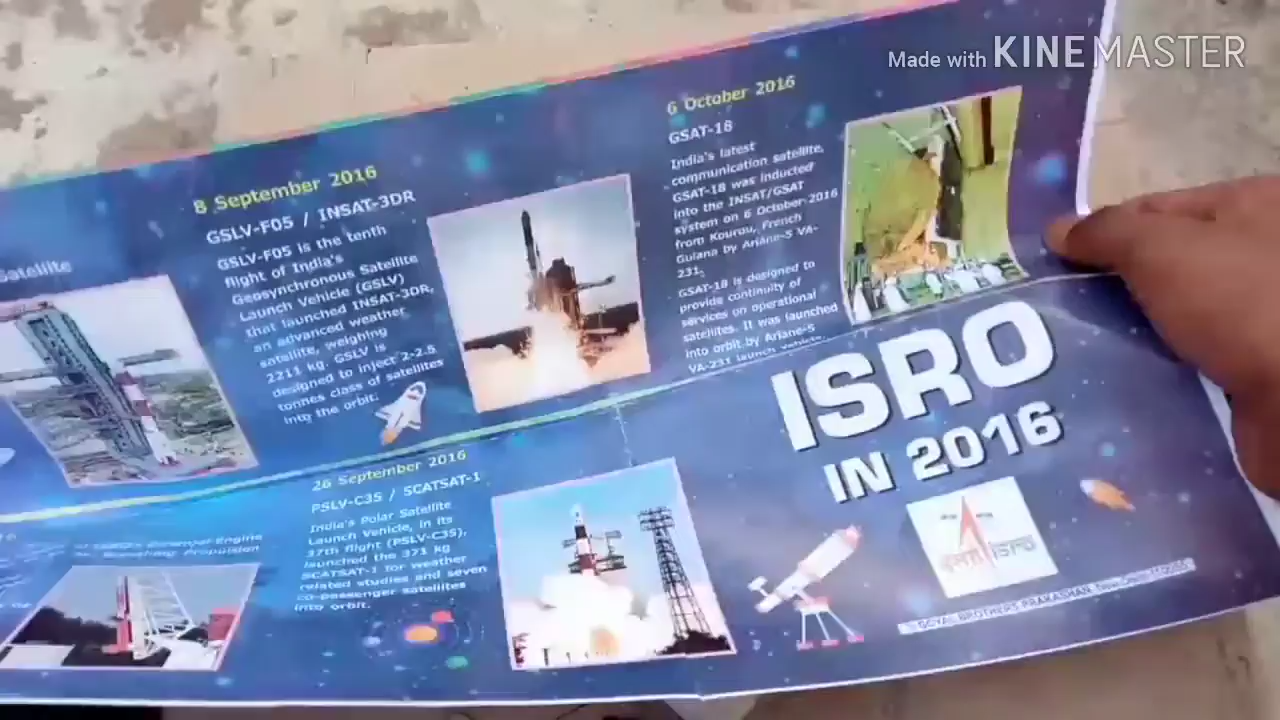 Made with KINEMASTER
6 October 2016
GSAT-18
India's latest
communication satellite,
GSAT-18 was inducted
into the INSAT/GSAT
system on 6 October 2016
from Kourou, French
Guiana by Ariane-5 VA-
231.
GSAT-18 is designed to
provide continuity of
services on operational
satellites. It was launched
into orbit by Ariane-5
VA-231 launch vehicle.
8 September 2016
GSLV-F05 / INSAT-3DR
GSLV-F05 is the tenth
flight of India's
Geosynchronous Satellite
Launch Vehicle (GSLV)
that launched INSAT-3DR,
an advanced weather
satellite, weighing
2211 kg. GSLV is
designed to inject 2-2.5
tonnes class of satellites
into the orbit.
Satellite
ISRO
IN 2016
इसरो isro
26 September 2016
PSLV-C35 / SCATSAT-1
India's Polar Satellite
Launch Vehicle, in its
37th flight (PSLV-C35),
launched the 371 kg
SCATSAT-1 for weather
related studies and seven
co-passenger satellites
into orbit.
Engine
Propulsion
© GOYAL BROTHERS PRAKASHAN